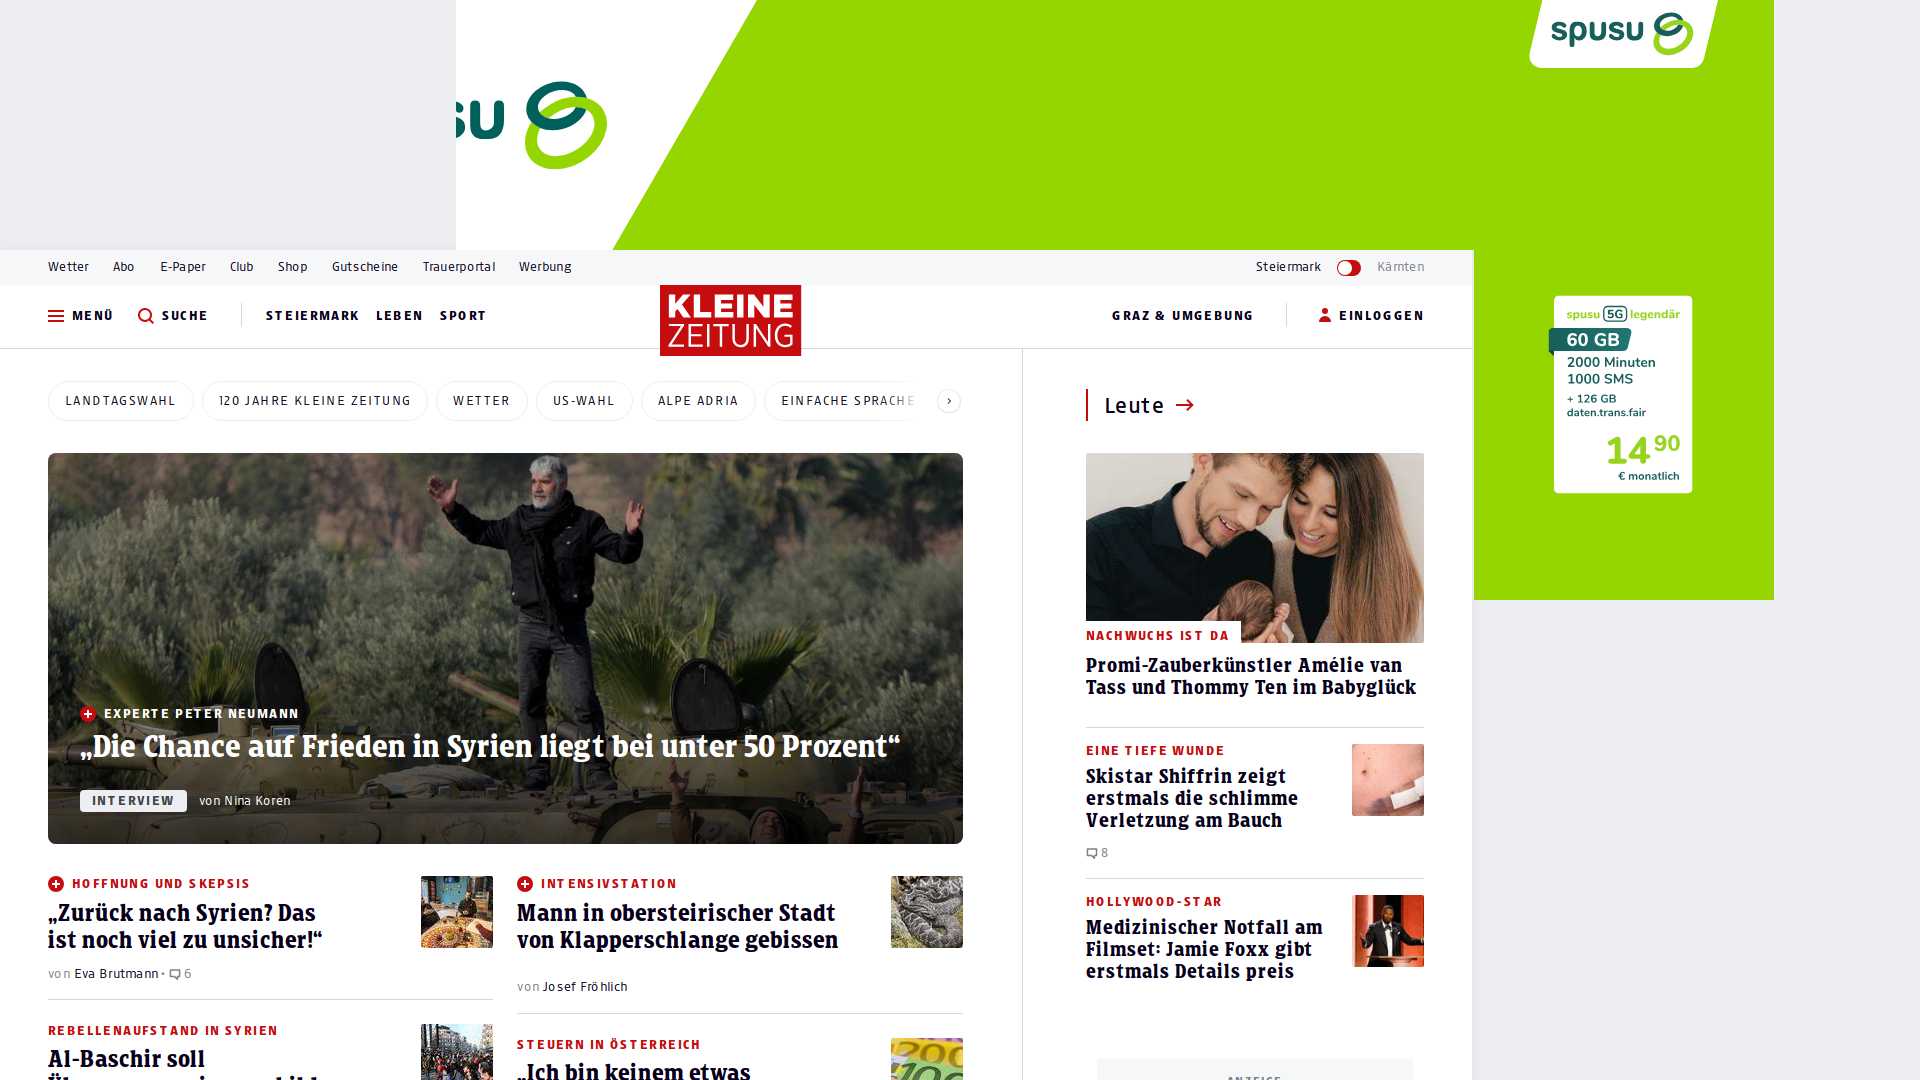 su
spusu
Wetter Abo E-Paper Club Shop Gutscheine Trauerportal Werbung
Steiermark Kärnten
MENÜ SUCHE STEIERMARK LEBEN SPORT
KLEINE
ZEITUNG
GRAZ & UMGEBUNG EINLOGGEN
LANDTAGSWAHL 120 JAHRE KLEINE ZEITUNG WETTER US-WAHL ALPE ADRIA EINFACHE SPRACHE
EXPERTE PETER NEUMANN
„Die Chance auf Frieden in Syrien liegt bei unter 50 Prozent“
INTERVIEW von Nina Koren
HOFFNUNG UND SKEPSIS
„Zurück nach Syrien? Das
ist noch viel zu unsicher!“
von Eva Brutmann • 6
REBELLENAUFSTAND IN SYRIEN
Al-Baschir soll
INTENSIVSTATION
Mann in obersteirischer Stadt
von Klapperschlange gebissen
von Josef Fröhlich
STEUERN IN ÖSTERREICH
„Ich bin keinem etwas
200
100
Leute
NACHWUCHS IST DA
Promi-Zauberkünstler Amélie van
Tass und Thommy Ten im Babyglück
EINE TIEFE WUNDE
Skistar Shiffrin zeigt
erstmals die schlimme
Verletzung am Bauch
8
HOLLYWOOD-STAR
Medizinischer Notfall am
Filmset: Jamie Foxx gibt
erstmals Details preis
ANZEIGE
spusu 5G legendär
60 GB
2000 Minuten
1000 SMS
+ 126 GB
daten.trans.fair
14 90
€ monatlich